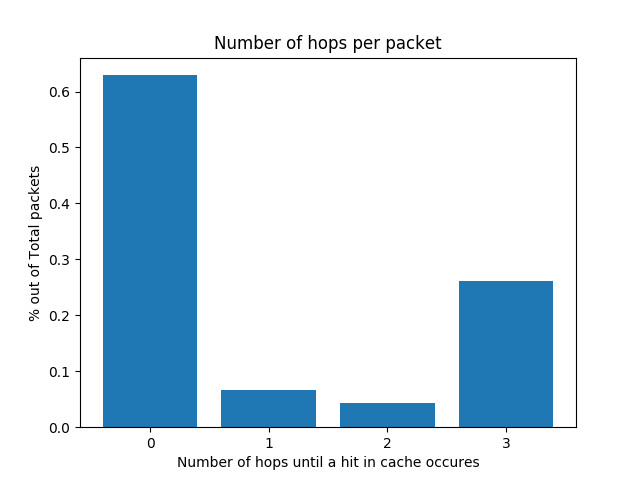 Number of hops per packet
0.6
0.5
0.4
0.3
0.2
0.1
0.0
% out of Total packets
0 1 2 3
Number of hops until a hit in cache occures